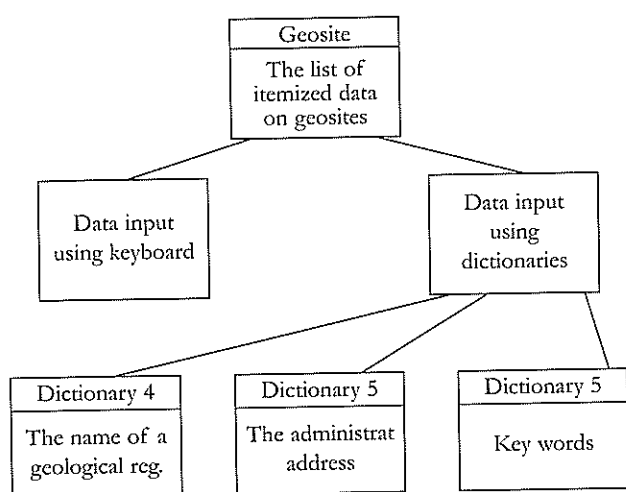 Geosite
The list of
itemized data
on geosites
Data input
using keyboard
Data input
using
dictionaries
Dictionary 4
The name of a
geological reg.
Dictionary 5
The administrat
address
Dictionary 5
Key words